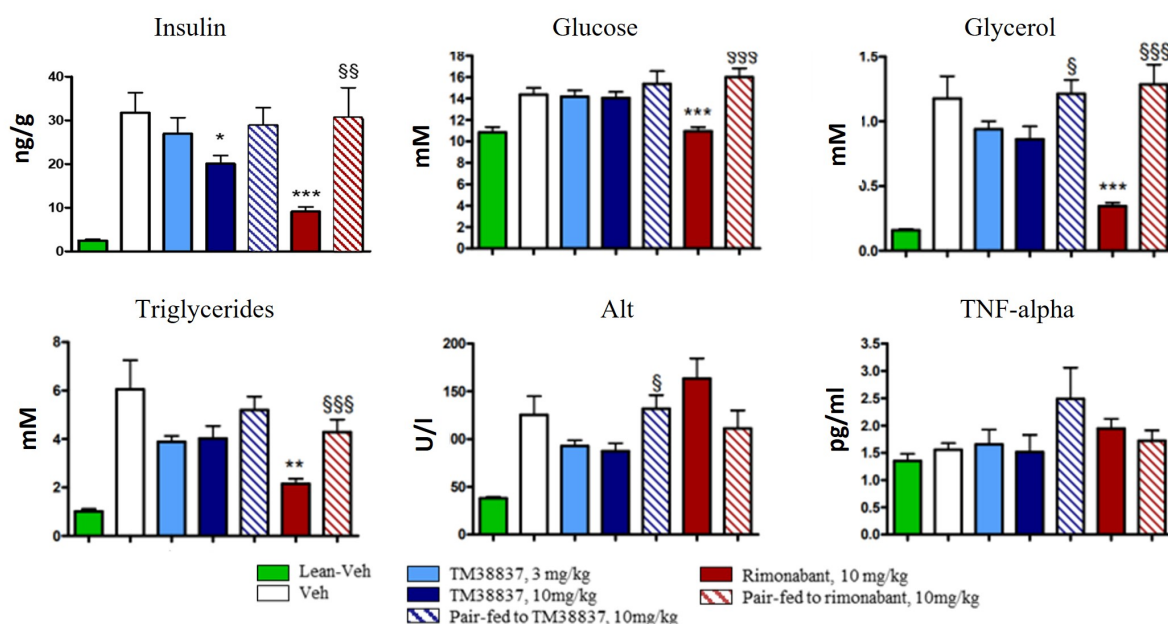 Insulin
ng/g
40
30
20
10
0
*
***
§§
Glucose
mM
18
16
14
12
10
8
6
4
2
0
***
§§§
Glycerol
mM
1.5
1.0
0.5
0.0
§
***
§§§
Triglycerides
mM
8
6
4
2
0
**
§§§
Alt
U/l
200
150
00
50
0
§
TNF-alpha
pg/ml
3.5
3.0
2.5
2.0
1.5
1.0
0.5
0.0
Lean-Veh
Veh
TM38837, 3 mg/kg
TM38837, 10mg/kg
Pair-fed to TM38837, 10mg/kg
Rimonabant, 10 mg/kg
Pair-fed to rimonabant, 10mg/kg